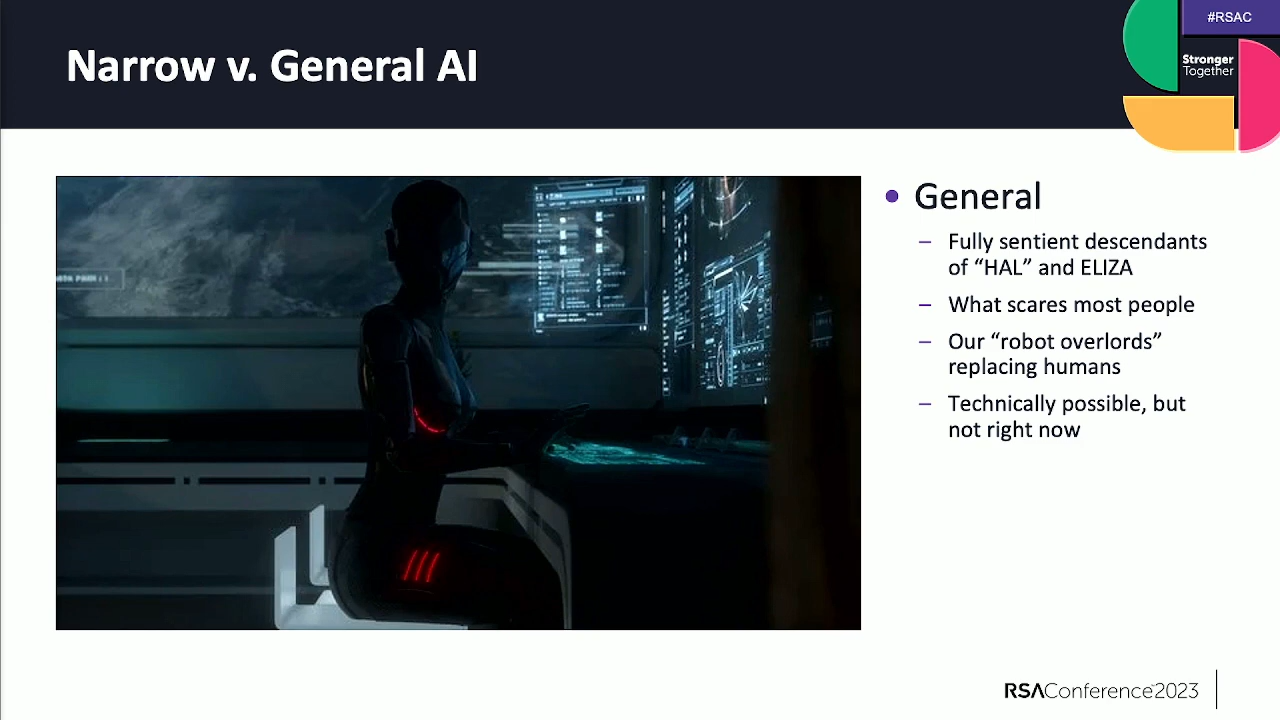 Narrow v. General AI
#RSAC
Stronger
Together
• General
– Fully sentient descendants
of “HAL” and ELIZA
– What scares most people
– Our “robot overlords”
replacing humans
– Technically possible, but
not right now
RSAConference™2023